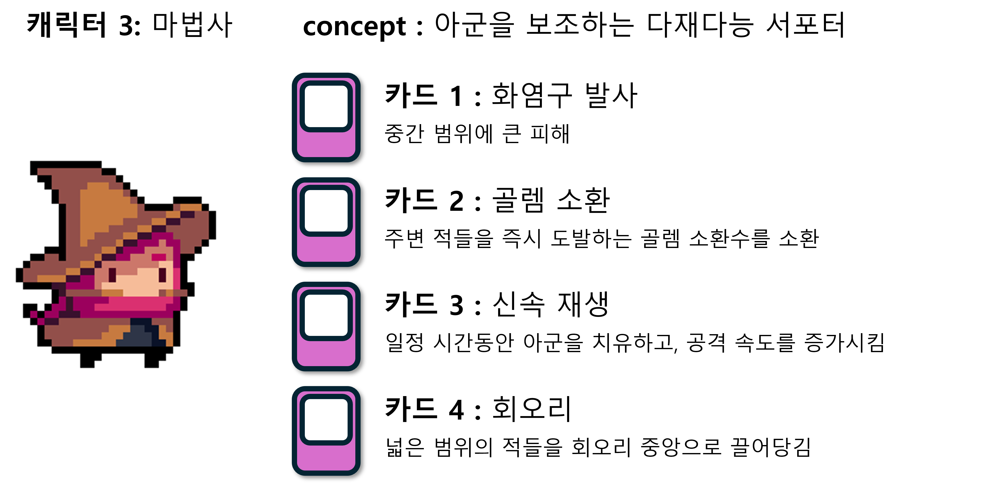 캐릭터 3: 마법사
concept : 아군을 보조하는 다재다능 서포터
카드 1 : 화염구 발사
중간 범위에 큰 피해
카드 2 : 골렘 소환
주변 적들을 즉시 도발하는 골렘 소환수를 소환
카드 3 : 신속 재생
일정 시간동안 아군을 치유하고, 공격 속도를 증가시킴
카드 4 : 회오리
넓은 범위의 적들을 회오리 중앙으로 끌어당김